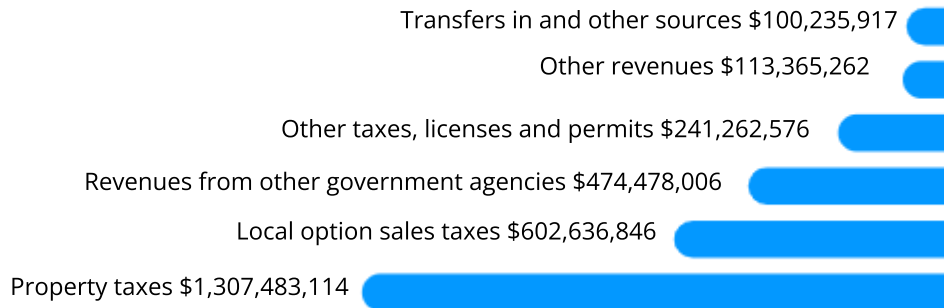 Transfers in and other sources $100,235,917
Other revenues $113,365,262
Other taxes, licenses and permits $241,262,576
Revenues from other government agencies $474,478,006
Local option sales taxes $602,636,846
Property taxes $1,307,483,114